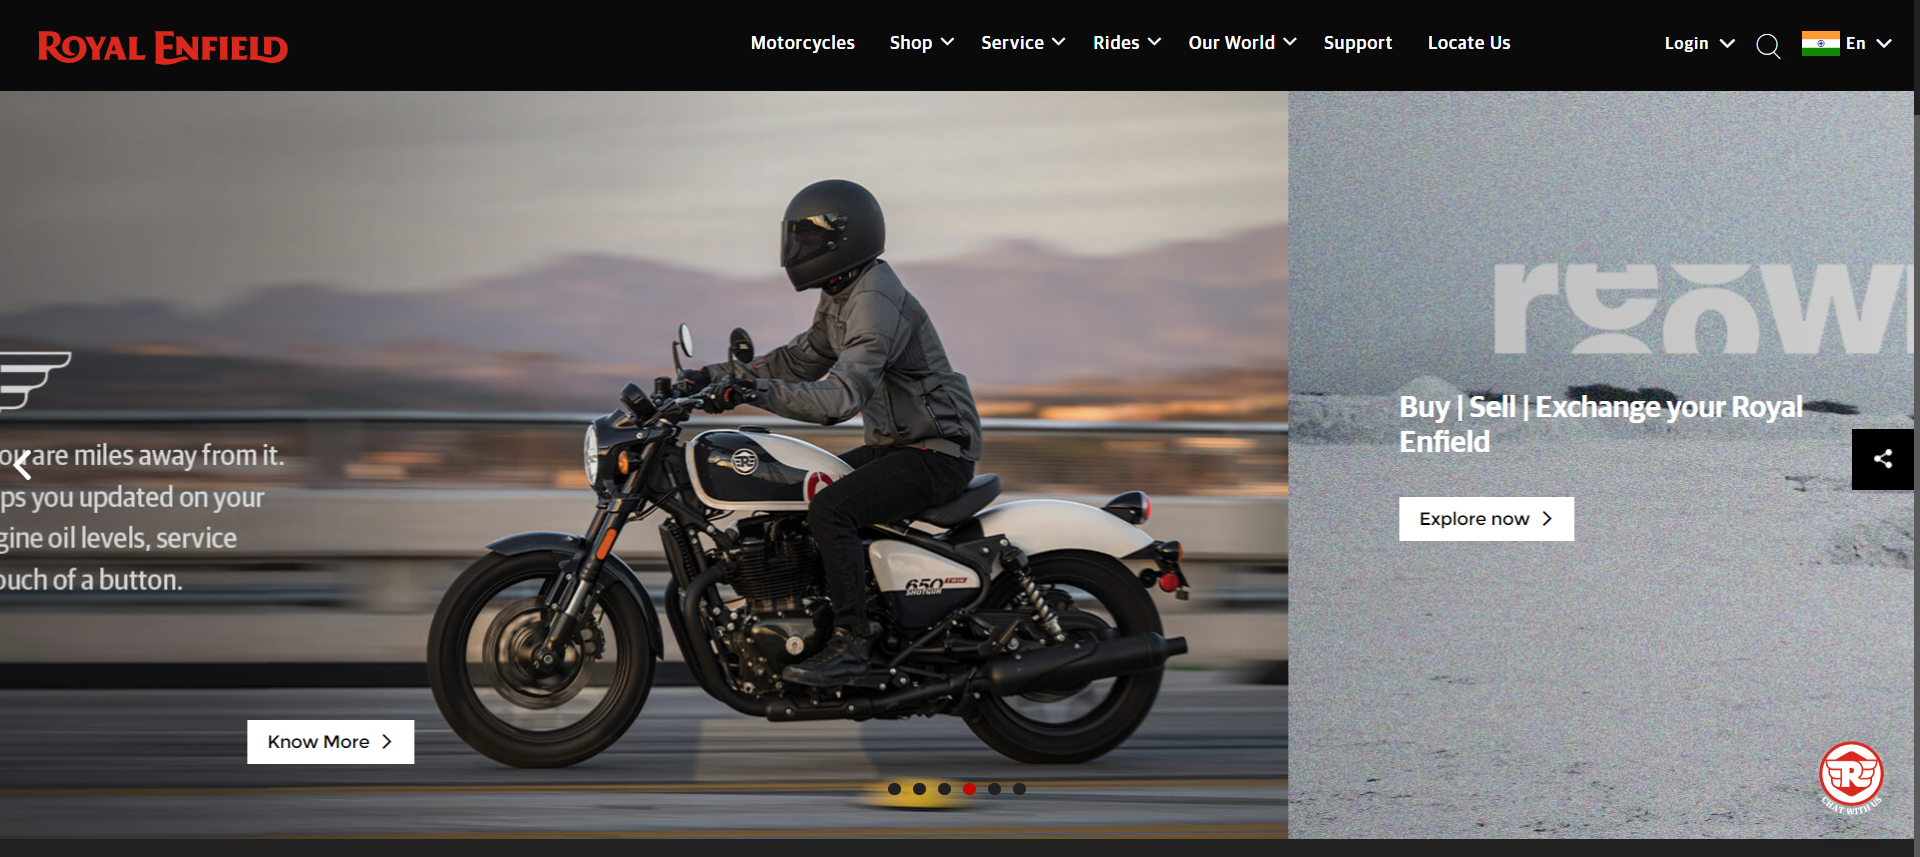 ROYAL ENFIELD
Motorcycles
Shop
Service
Rides
Our World
Support
Locate Us
Login
En
are miles away from it.
ps you updated on your
gine oil levels, service
ouch of a button.
Know More
R
650 TWIN
SHOTGUN
reow
Buy | Sell | Exchange your Royal
Enfield
Explore now
R
CHAT WITH US